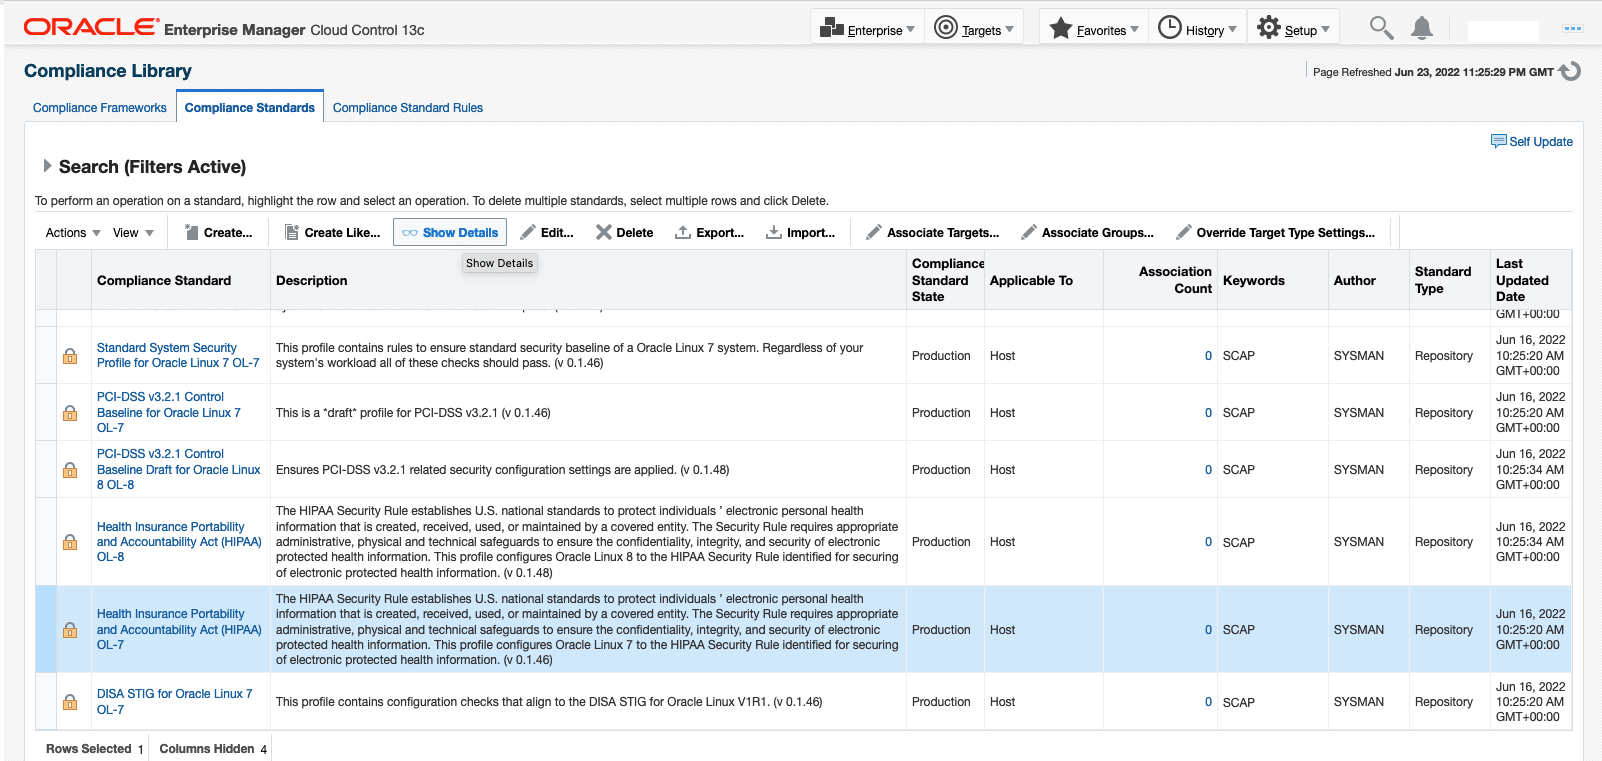 ORACLE® Enterprise Manager Cloud Control 13c
Enterprise Targets Favorites History Setup
Compliance Library
Page Refreshed Jun 23, 2022 11:25:29 PM GMT
Compliance Frameworks Compliance Standards Compliance Standard Rules
Self Update
Search (Filters Active)
To perform an operation on a standard, highlight the row and select an operation. To delete multiple standards, select multiple rows and click Delete.
Actions View Create... Create Like... Show Details Edit... Delete Export... Import... Associate Targets... Associate Groups... Override Target Type Settings...
Show Details
Compliance Standard
Description
Compliance
Standard
State
Applicable To
Association
Count
Keywords
Author
Standard
Type
Last
Updated
Date
GMT+00:00
Standard System Security
Profile for Oracle Linux 7 OL-7
This profile contains rules to ensure standard security baseline of a Oracle Linux 7 system. Regardless of your
system's workload all of these checks should pass. (v 0.1.46)
Production
Host
0
SCAP
SYSMAN
Repository
Jun 16, 2022
10:25:20 AM
GMT+00:00
PCI-DSS v3.2.1 Control
Baseline for Oracle Linux 7
OL-7
This is a *draft* profile for PCI-DSS v3.2.1 (v 0.1.46)
Production
Host
0
SCAP
SYSMAN
Repository
Jun 16, 2022
10:25:20 AM
GMT+00:00
PCI-DSS v3.2.1 Control
Baseline Draft for Oracle Linux
8 OL-8
Ensures PCI-DSS v3.2.1 related security configuration settings are applied. (v 0.1.48)
Production
Host
0
SCAP
SYSMAN
Repository
Jun 16, 2022
10:25:34 AM
GMT+00:00
Health Insurance Portability
and Accountability Act (HIPAA)
OL-8
The HIPAA Security Rule establishes U.S. national standards to protect individuals ’ electronic personal health
information that is created, received, used, or maintained by a covered entity. The Security Rule requires appropriate
administrative, physical and technical safeguards to ensure the confidentiality, integrity, and security of electronic
protected health information. This profile configures Oracle Linux 8 to the HIPAA Security Rule identified for securing
of electronic protected health information. (v 0.1.48)
Production
Host
0
SCAP
SYSMAN
Repository
Jun 16, 2022
10:25:34 AM
GMT+00:00
Health Insurance Portability
and Accountability Act (HIPAA)
OL-7
The HIPAA Security Rule establishes U.S. national standards to protect individuals ’ electronic personal health
information that is created, received, used, or maintained by a covered entity. The Security Rule requires appropriate
administrative, physical and technical safeguards to ensure the confidentiality, integrity, and security of electronic
protected health information. This profile configures Oracle Linux 7 to the HIPAA Security Rule identified for securing
of electronic protected health information. (v 0.1.46)
Production
Host
0
SCAP
SYSMAN
Repository
Jun 16, 2022
10:25:20 AM
GMT+00:00
DISA STIG for Oracle Linux 7
OL-7
This profile contains configuration checks that align to the DISA STIG for Oracle Linux V1R1. (v 0.1.46)
Production
Host
0
SCAP
SYSMAN
Repository
Jun 16, 2022
10:25:20 AM
GMT+00:00
Rows Selected 1 Columns Hidden 4